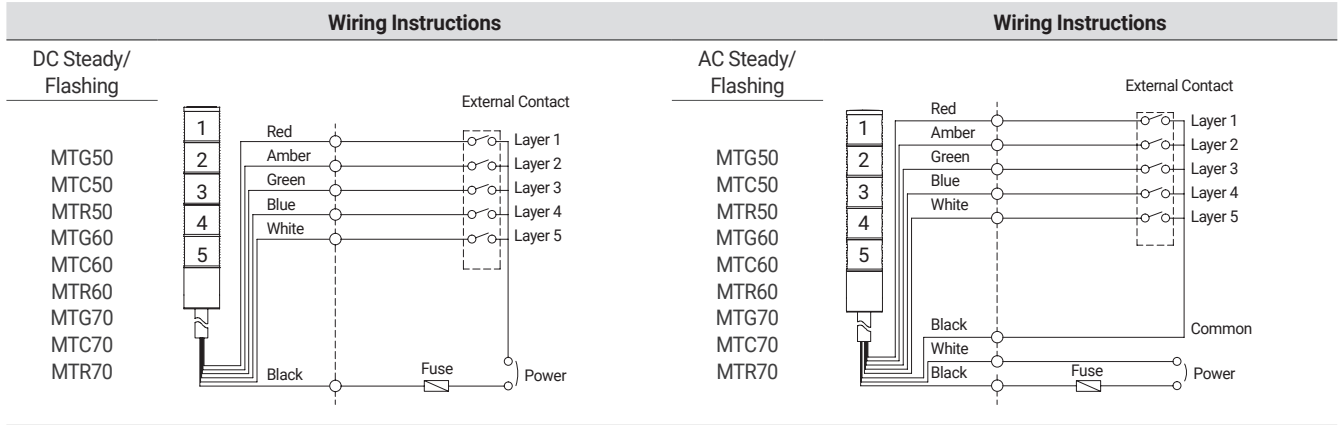 Wiring Instructions
DC Steady/
Flashing
MTG50
MTC50
MTR50
MTG60
MTC60
MTR60
MTG70
MTC70
MTR70
1
2
3
4
5
External Contact
Red
Amber
Green
Blue
White
Layer 1
Layer 2
Layer 3
Layer 4
Layer 5
Black
Fuse
Power
Wiring Instructions
AC Steady/
Flashing
MTG50
MTC50
MTR50
MTG60
MTC60
MTR60
MTG70
MTC70
MTR70
1
2
3
4
5
External Contact
Red
Amber
Green
Blue
White
Layer 1
Layer 2
Layer 3
Layer 4
Layer 5
Black
Common
White
Black
Fuse
Power